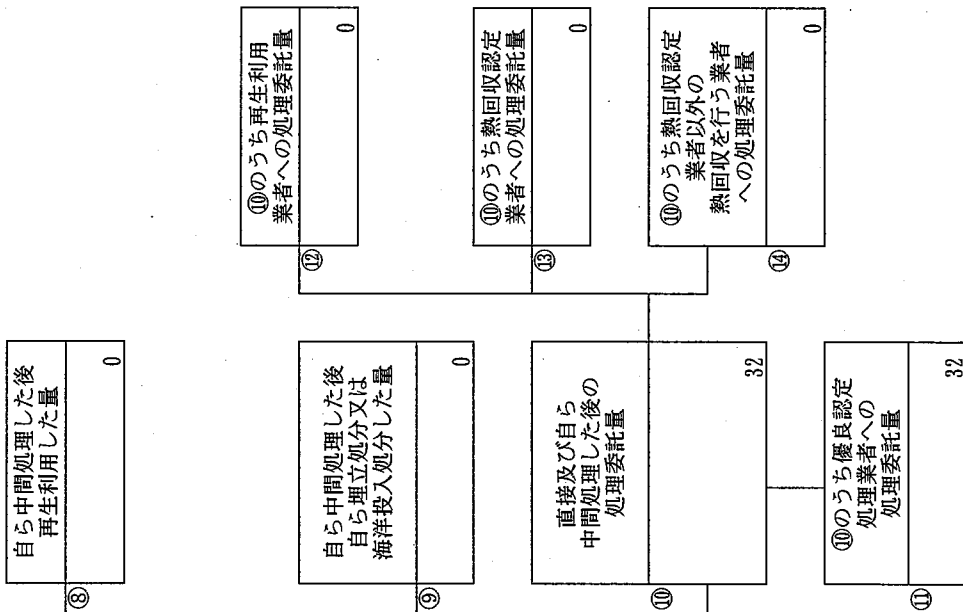 ⑧
自ら中間処理した後
再生利用した量
0
⑨
自ら中間処理した後
自ら埋立処分又は
海洋投入処分した量
0
⑩
直接及び自ら
中間処理した後の
処理委託量
32
⑪
⑩のうち優良認定
処理業者への
処理委託量
32
⑫
⑩のうち再生利用
業者への処理委託量
0
⑬
⑩のうち熱回収認定
業者への処理委託量
0
⑭
⑩のうち熱回収認定
業者以外の
熱回収を行う業者
への処理委託量
0